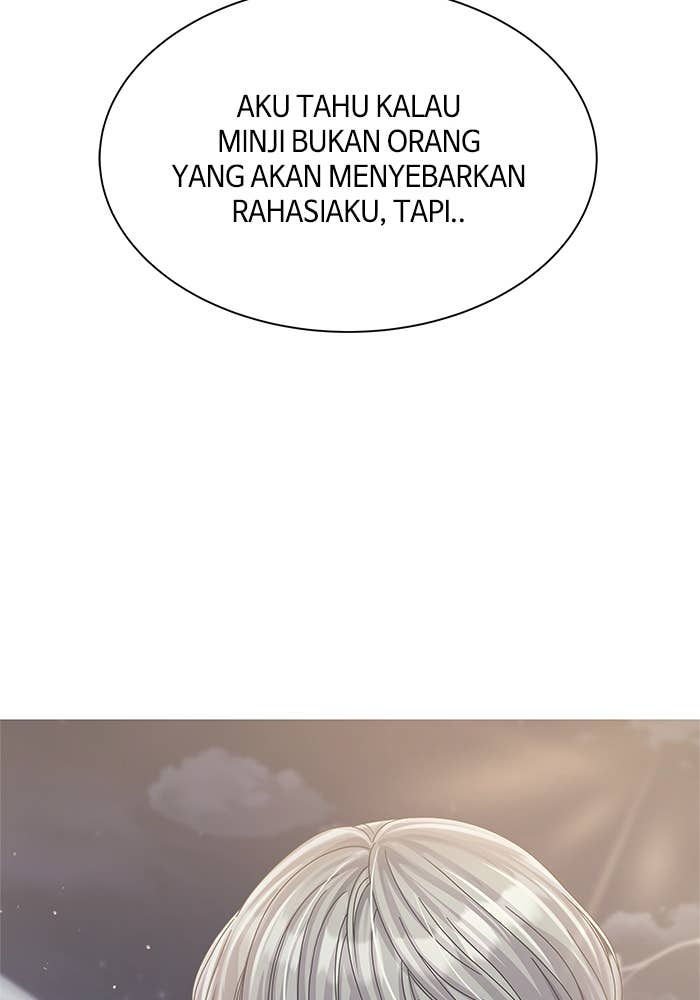 AKU TAHU KALAU
MINJI BUKAN ORANG
YANG AKAN MENYEBARKAN
RAHASIAKU, TAPI..